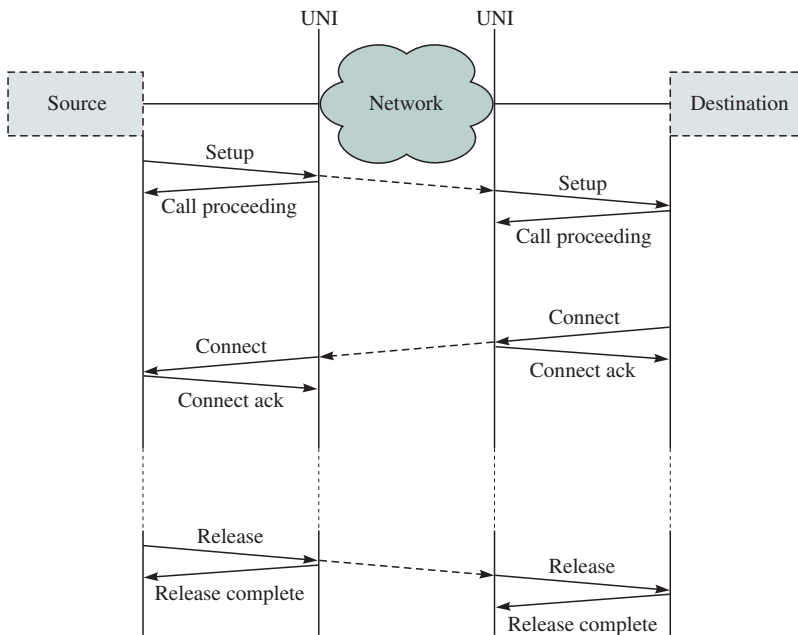 UNI UNI
Source Network Destination
Setup
Call proceeding
Setup
Call proceeding
Connect
Connect ack
Connect
Connect ack
Release
Release complete
Release
Release complete